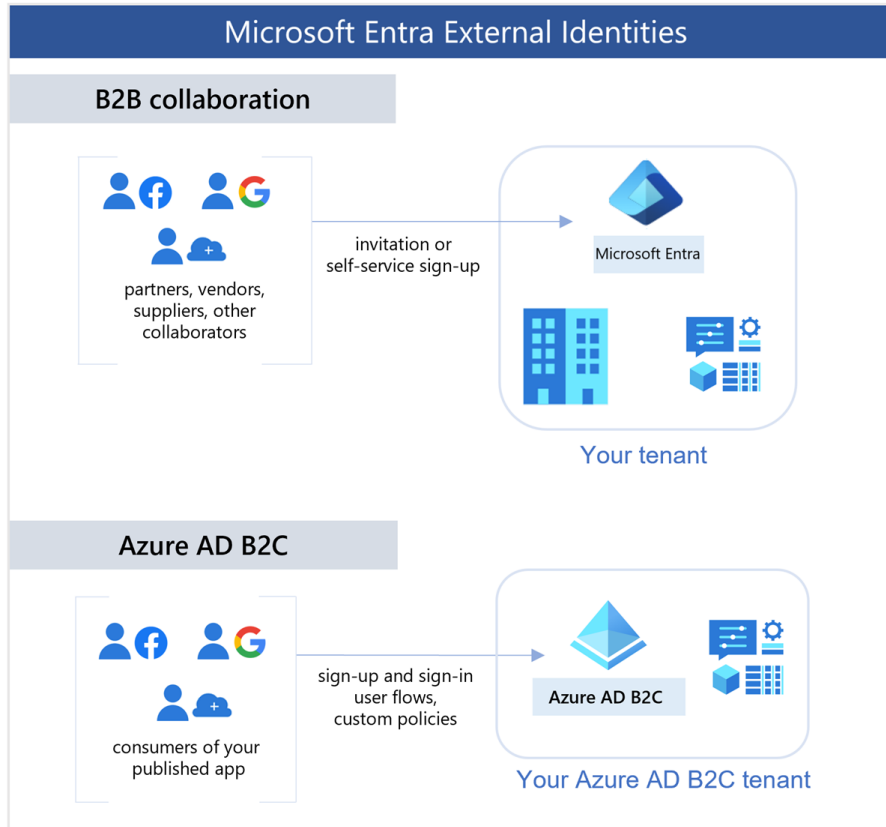 Microsoft Entra External Identities
B2B collaboration
partners, vendors,
suppliers, other
collaborators
invitation or
self-service sign-up
Microsoft Entra
Your tenant
Azure AD B2C
consumers of your
published app
sign-up and sign-in
user flows,
custom policies
Azure AD B2C
Your Azure AD B2C tenant